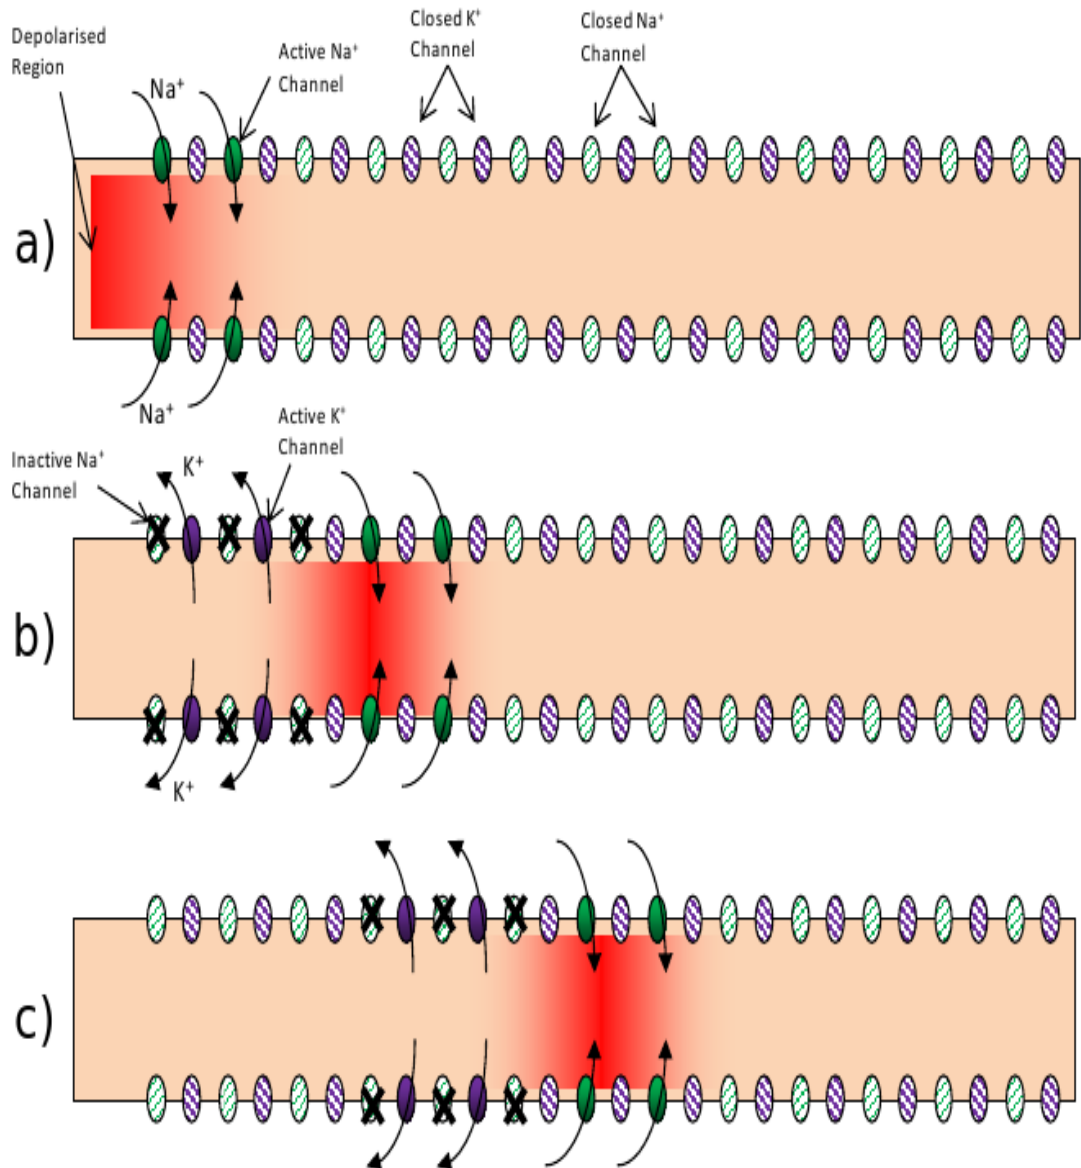 Depolarised
Region
Na⁺
Active Na⁺
Channel
Closed K⁺
Channel
Closed Na⁺
Channel
a)
Na⁺
Inactive Na⁺
Channel
K⁺
Active K⁺
Channel
b)
K⁺
c)